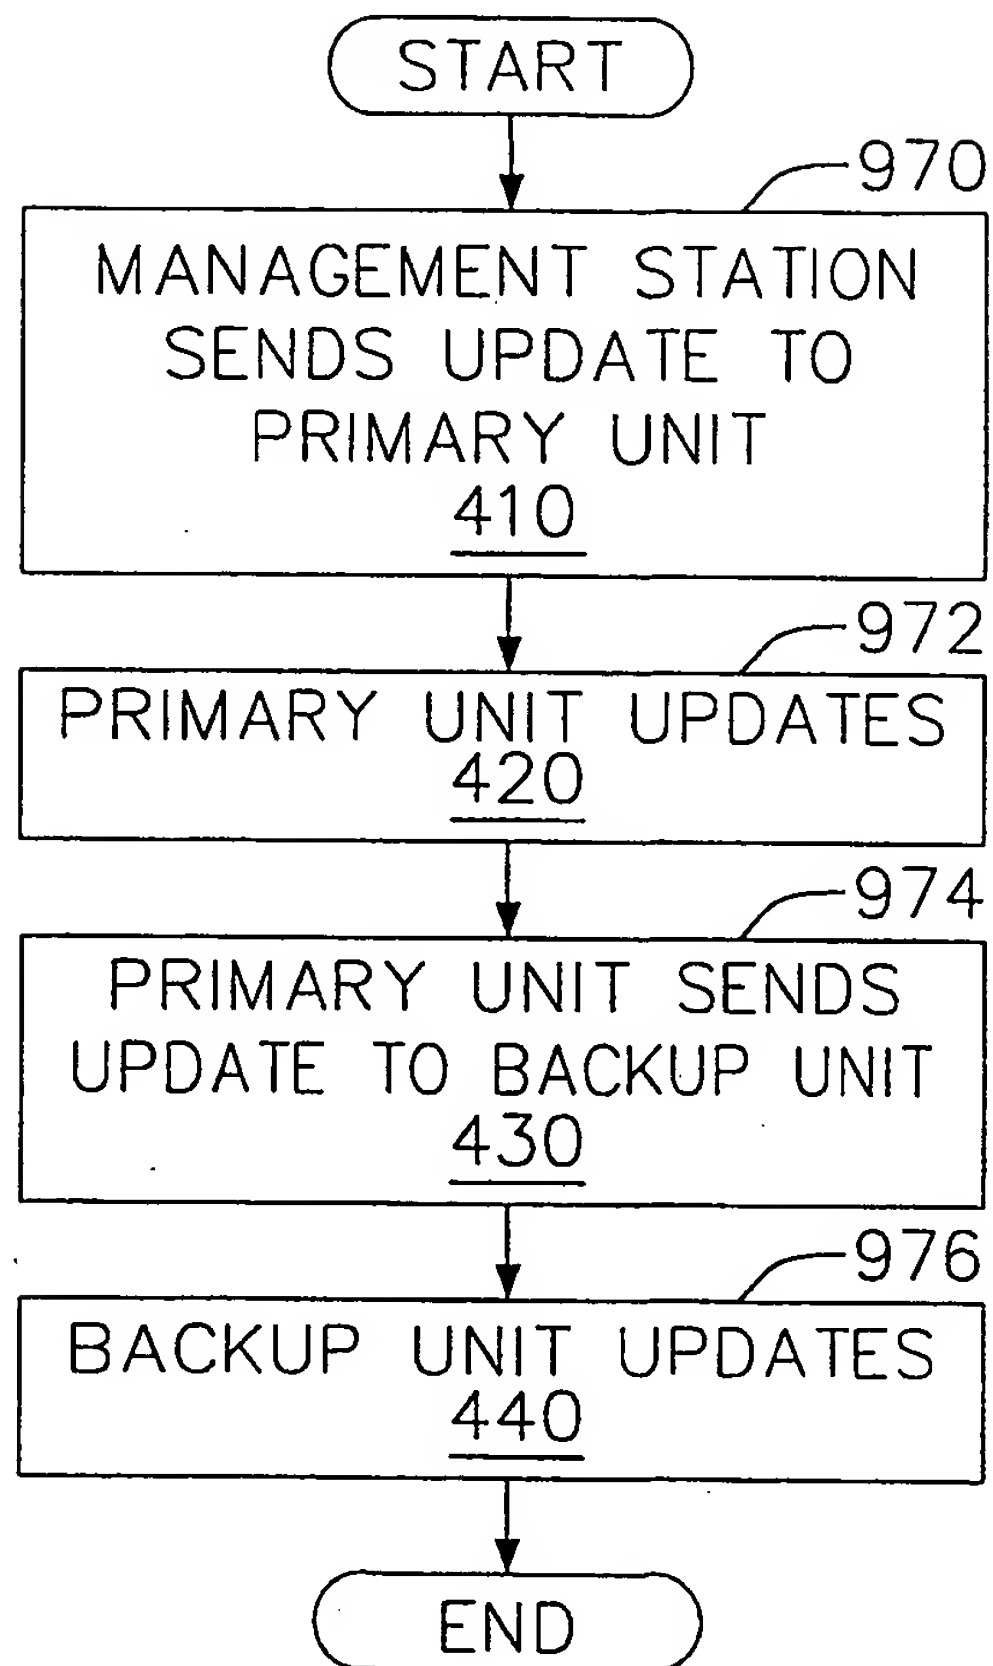 START
970
MANAGEMENT STATION
SENDS UPDATE TO
PRIMARY UNIT
410
972
PRIMARY UNIT UPDATES
420
974
PRIMARY UNIT SENDS
UPDATE TO BACKUP UNIT
430
976
BACKUP UNIT UPDATES
440
END